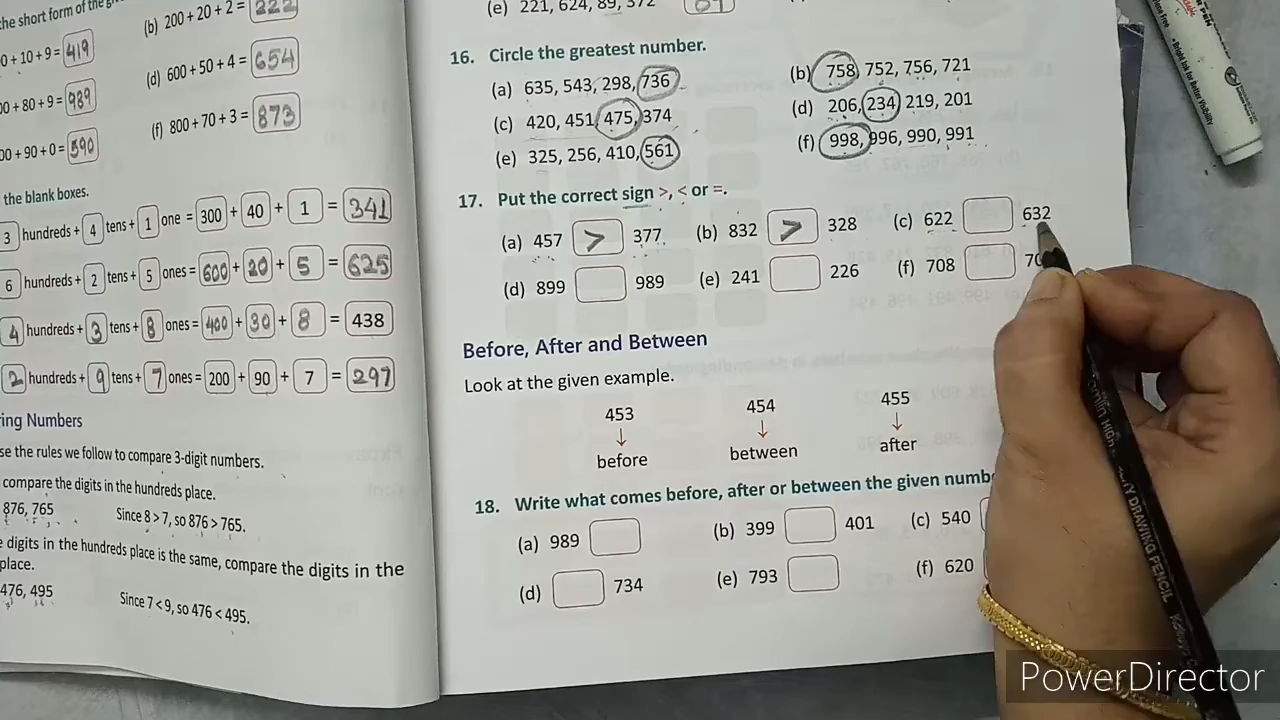 the short form of the
(b) 200 + 20 + 2 = 222
0 + 10 + 9 = 419
(d) 600 + 50 + 4 = 654
00 + 80 + 9 = 989
(f) 800 + 70 + 3 = 873
00 + 90 + 0 = 590
the blank boxes.
3 hundreds + 4 tens + 1 one = 300 + 40 + 1 = 341
6 hundreds + 2 tens + 5 ones = 600 + 20 + 5 = 625
4 hundreds + 3 tens + 8 ones = 400 + 30 + 8 = 438
2 hundreds + 9 tens + 7 ones = 200 + 90 + 7 = 297
ring Numbers
se the rules we follow to compare 3-digit numbers.
compare the digits in the hundreds place.
876, 765 Since 8 > 7, so 876 > 765.
e digits in the hundreds place is the same, compare the digits in the
place.
476, 495 Since 7 < 9, so 476 < 495.
(e) 221, 624, 89, 372
16. Circle the greatest number.
(a) 635, 543, 298, 736 (b) 758, 752, 756, 721
(c) 420, 451, 475, 374 (d) 206, 234, 219, 201
(e) 325, 256, 410, 561 (f) 998, 996, 990, 991
17. Put the correct sign >, < or =.
(a) 457 > 377 (b) 832 > 328 (c) 622 632
(d) 899 989 (e) 241 226 (f) 708
Before, After and Between
Look at the given example.
453 454 455
↓ ↓ ↓
before between after
18. Write what comes before, after or between the given numb
(a) 989 (b) 399 401 (c) 540
(d) 734 (e) 793 (f) 620
DRAWING PENCIL
PowerDirector